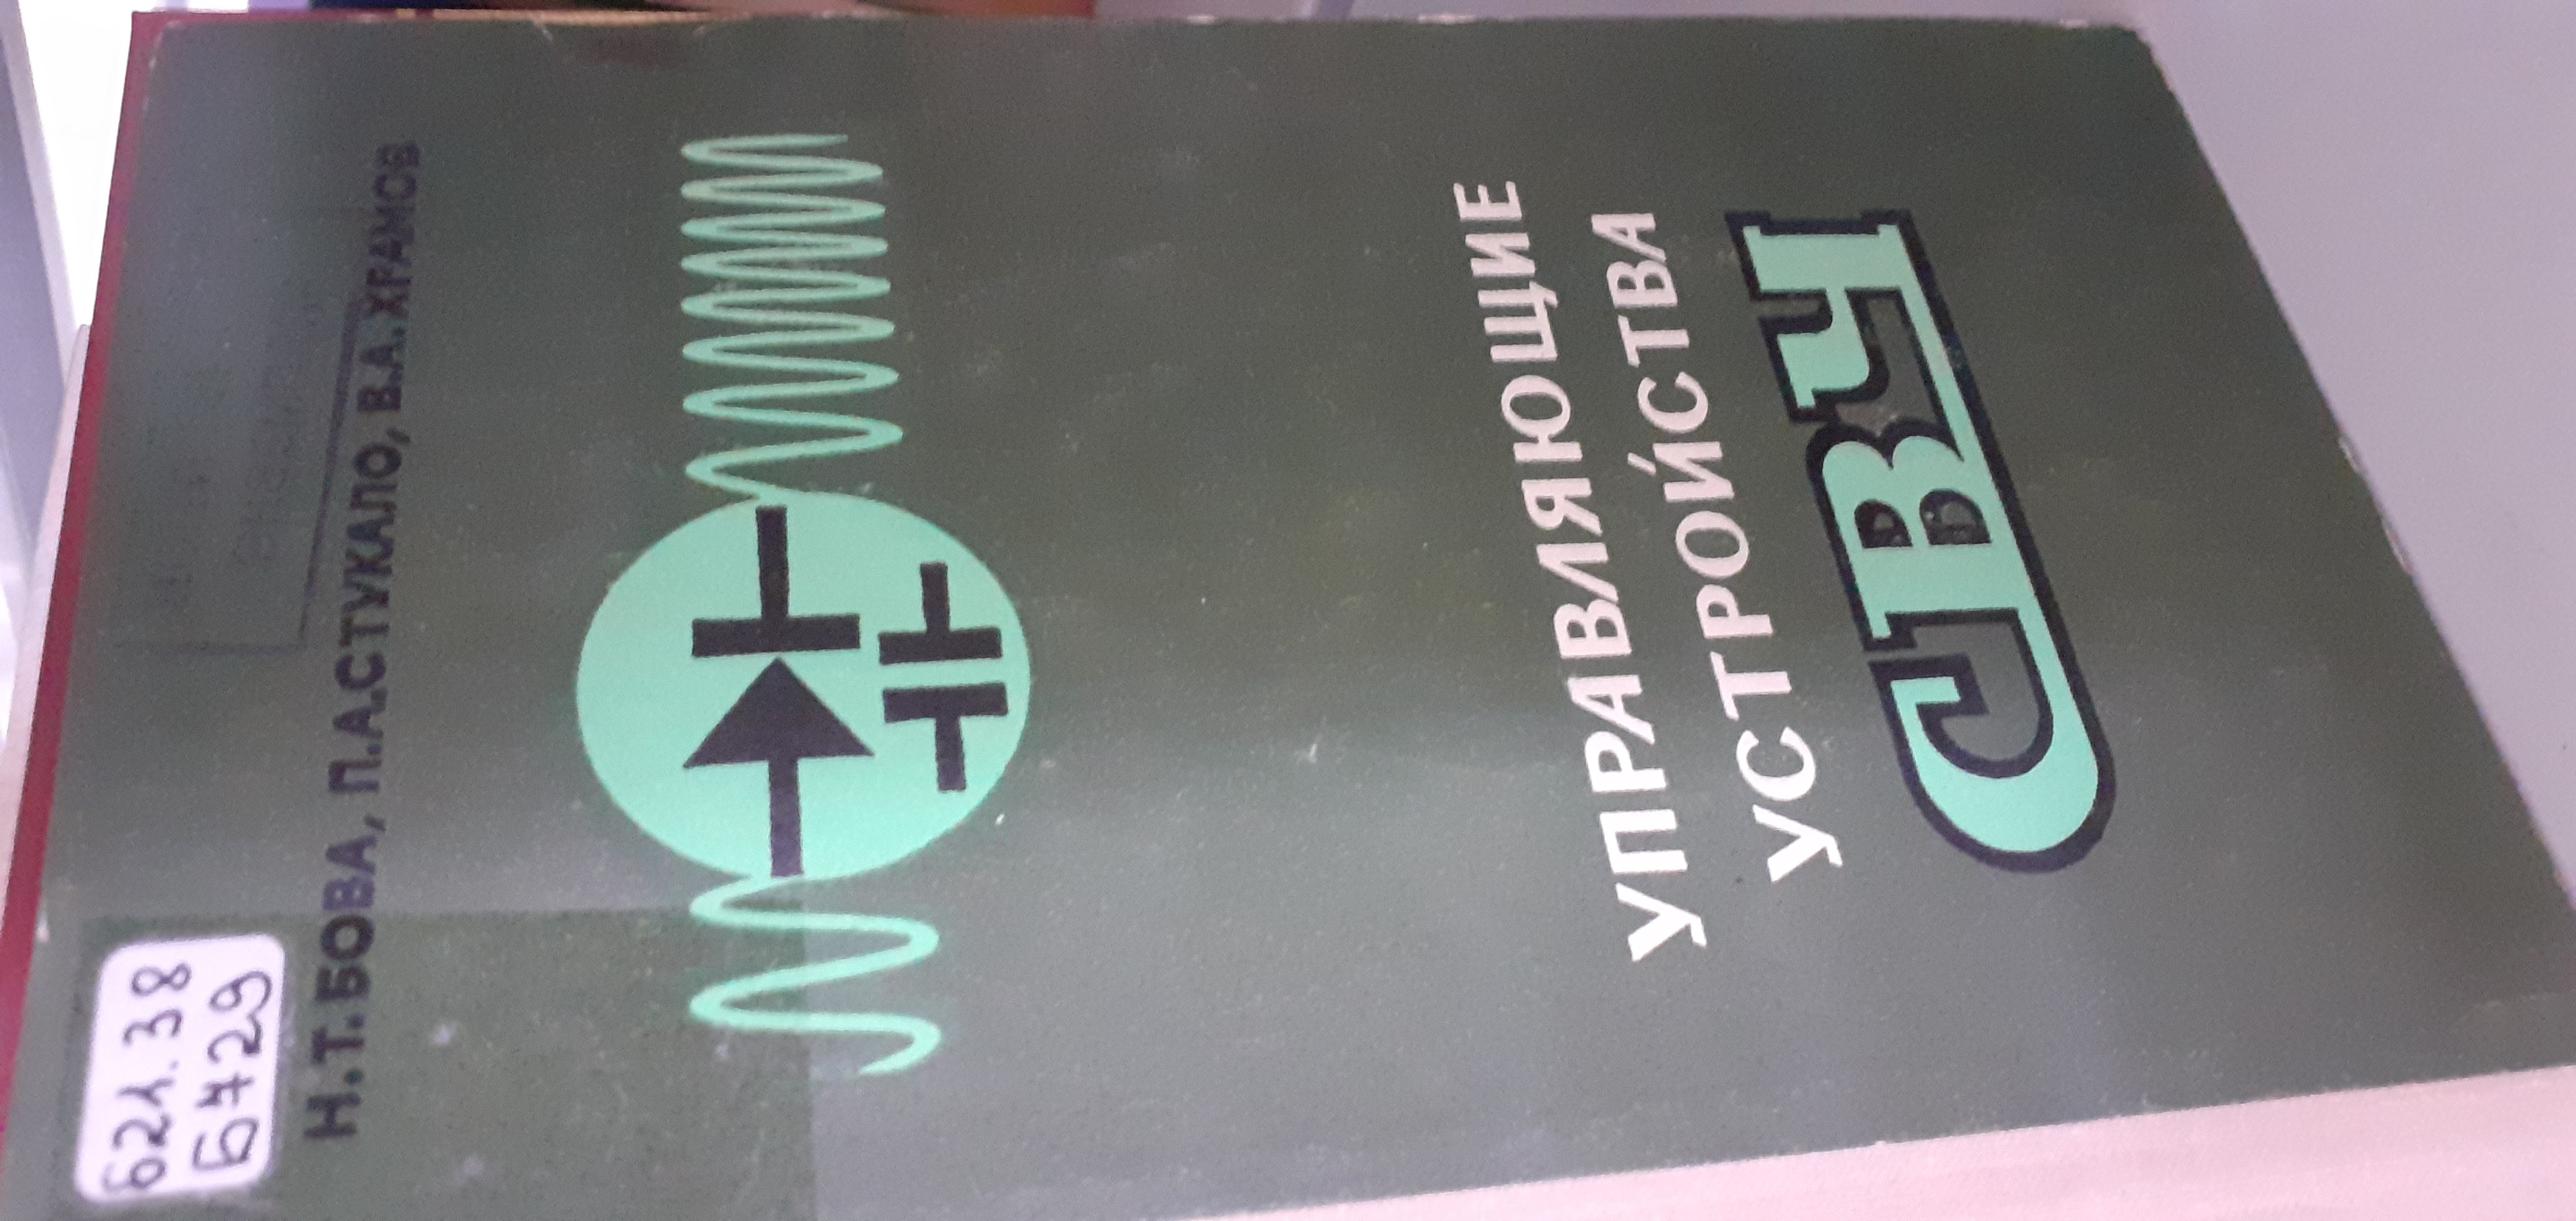 621.38
Б729
Н.Т.БОВА, П.А.СТУКАЛО, В.А.ХРАМОВ
УПРАВЛЯЮЩИЕ
УСТРОЙСТВА
СВЧ